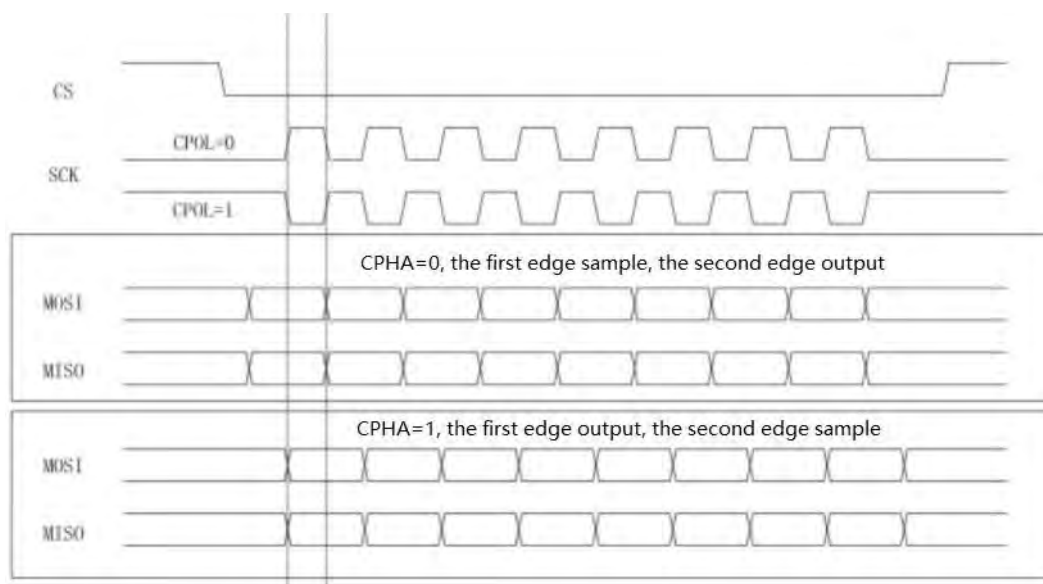 CS
CPOL=0
SCK
CPOL=1
CPHA=0, the first edge sample, the second edge output
MOSI
MISO
CPHA=1, the first edge output, the second edge sample
MOSI
MISO